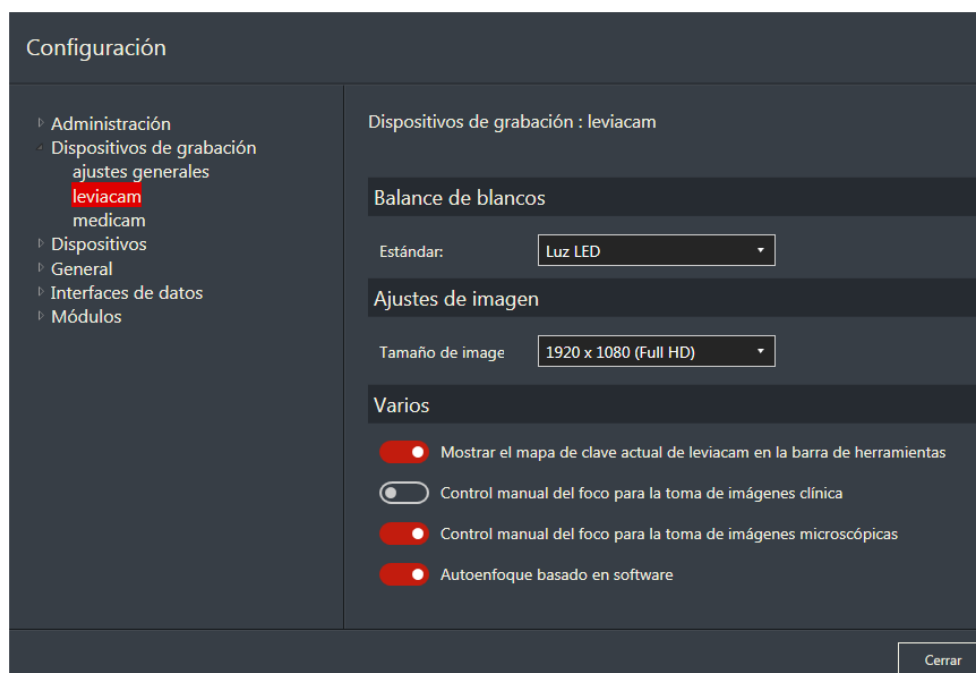 Configuración
Administración
Dispositivos de grabación
ajustes generales
leviacam
medicam
Dispositivos
General
Interfaces de datos
Módulos
Dispositivos de grabación : leviacam
Balance de blancos
Estándar:
Luz LED
Ajustes de imagen
Tamaño de image
1920 x 1080 (Full HD)
Varios
Mostrar el mapa de clave actual de leviacam en la barra de herramientas
Control manual del foco para la toma de imágenes clínica
Control manual del foco para la toma de imágenes microscópicas
Autoenfoque basado en software
Cerrar